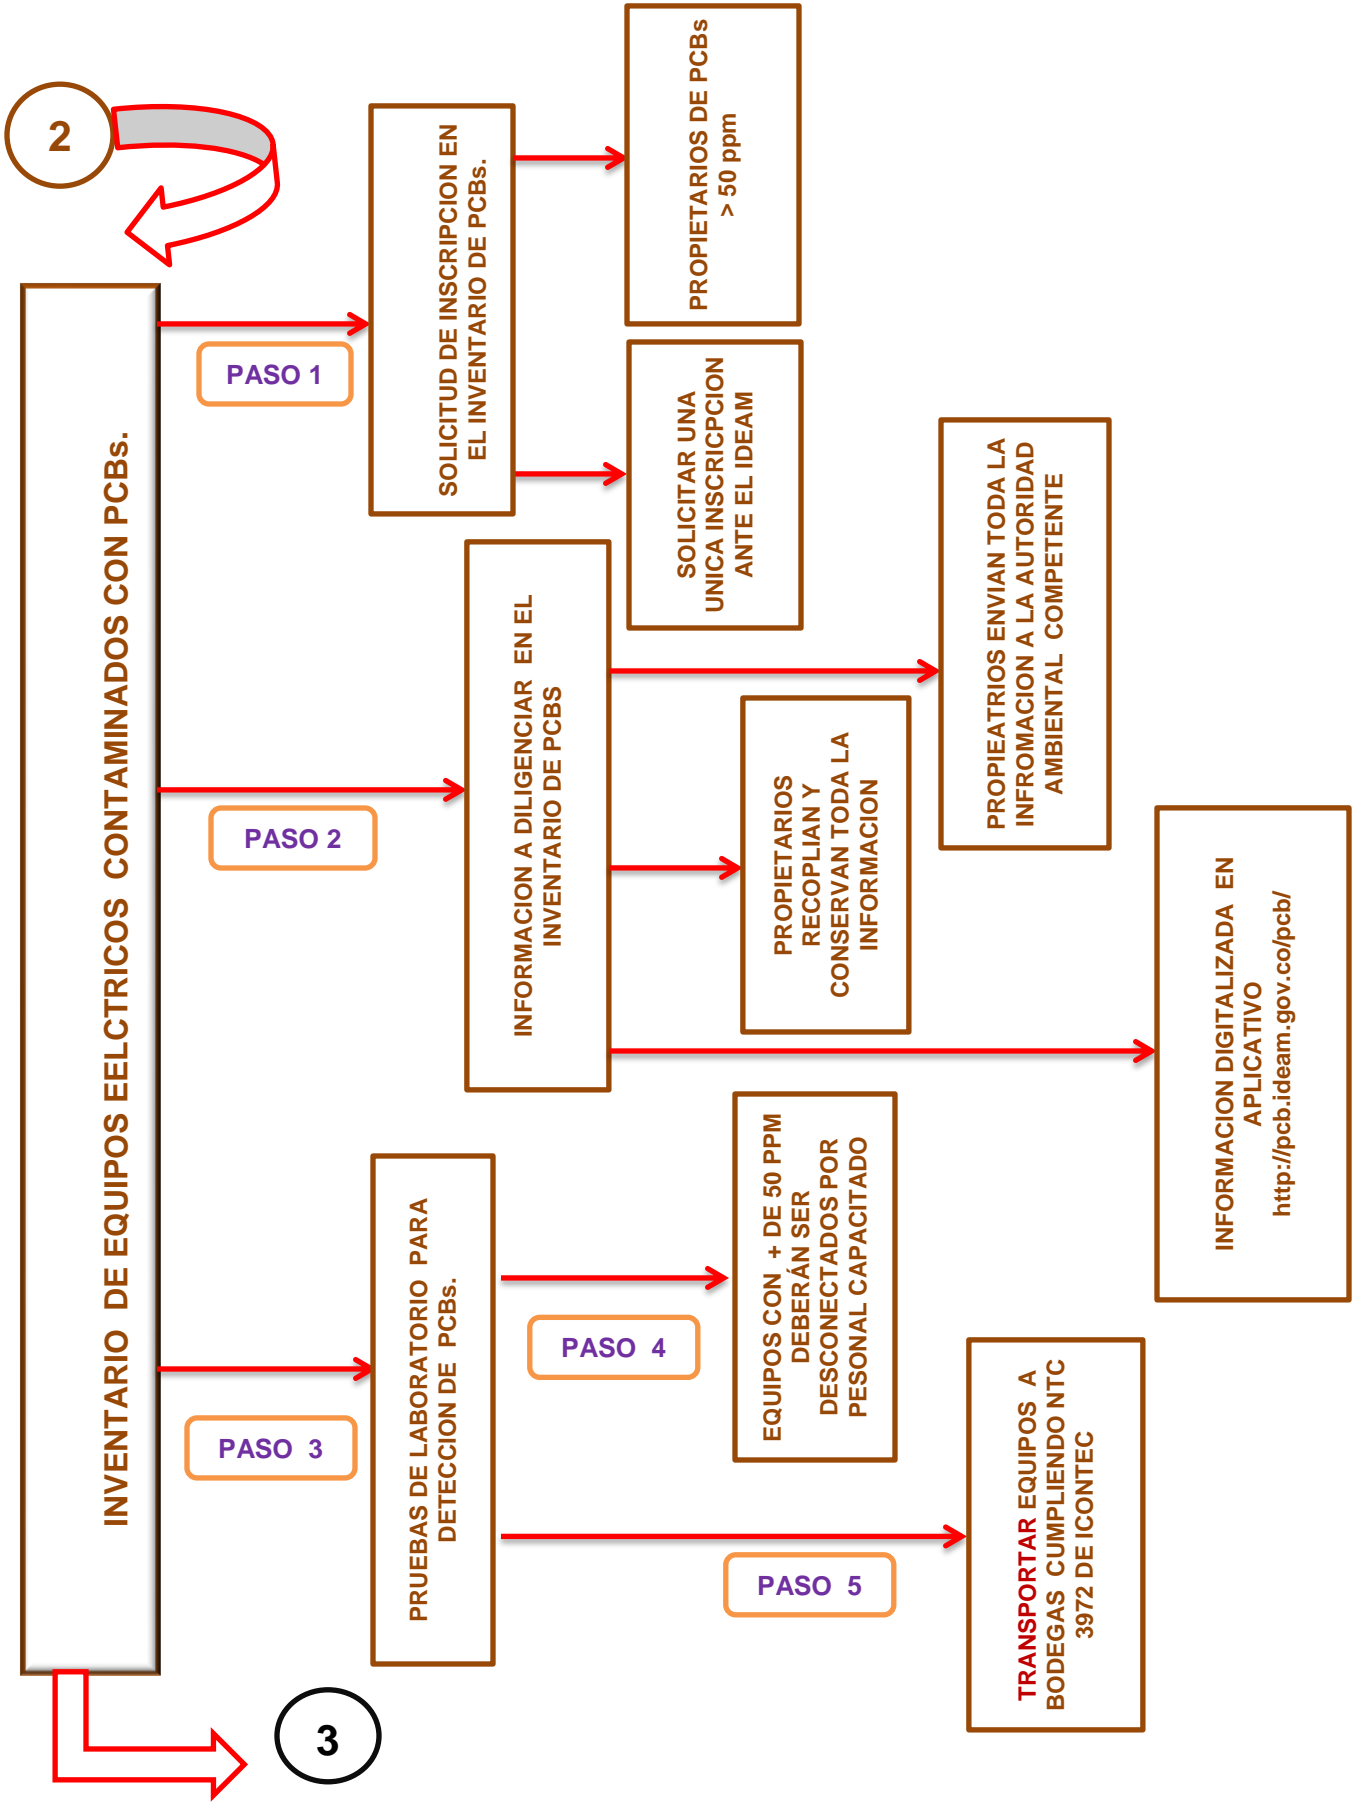 2
INVENTARIO DE EQUIPOS EELCTRICOS CONTAMINADOS CON PCBs.
PASO 1
SOLICITUD DE INSCRIPCION EN
EL INVENTARIO DE PCBs.
PROPIETARIOS DE PCBs
> 50 ppm
SOLICITAR UNA
UNICA INSCRICPCION
ANTE EL IDEAM
PASO 2
INFORMACION A DILIGENCIAR EN EL
INVENTARIO DE PCBS
PROPIEATRIOS ENVIAN TODA LA
INFROMACION A LA AUTORIDAD
AMBIENTAL COMPETENTE
PROPIETARIOS
RECOPLIAN Y
CONSERVAN TODA LA
INFORMACION
INFORMACION DIGITALIZADA EN
APLICATIVO
http://pcb.ideam.gov.co/pcb/
PASO 3
PRUEBAS DE LABORATORIO PARA
DETECCION DE PCBs.
PASO 4
EQUIPOS CON + DE 50 PPM
DEBERÁN SER
DESCONECTADOS POR
PESONAL CAPACITADO
PASO 5
TRANSPORTAR EQUIPOS A
BODEGAS CUMPLIENDO NTC
3972 DE ICONTEC
3